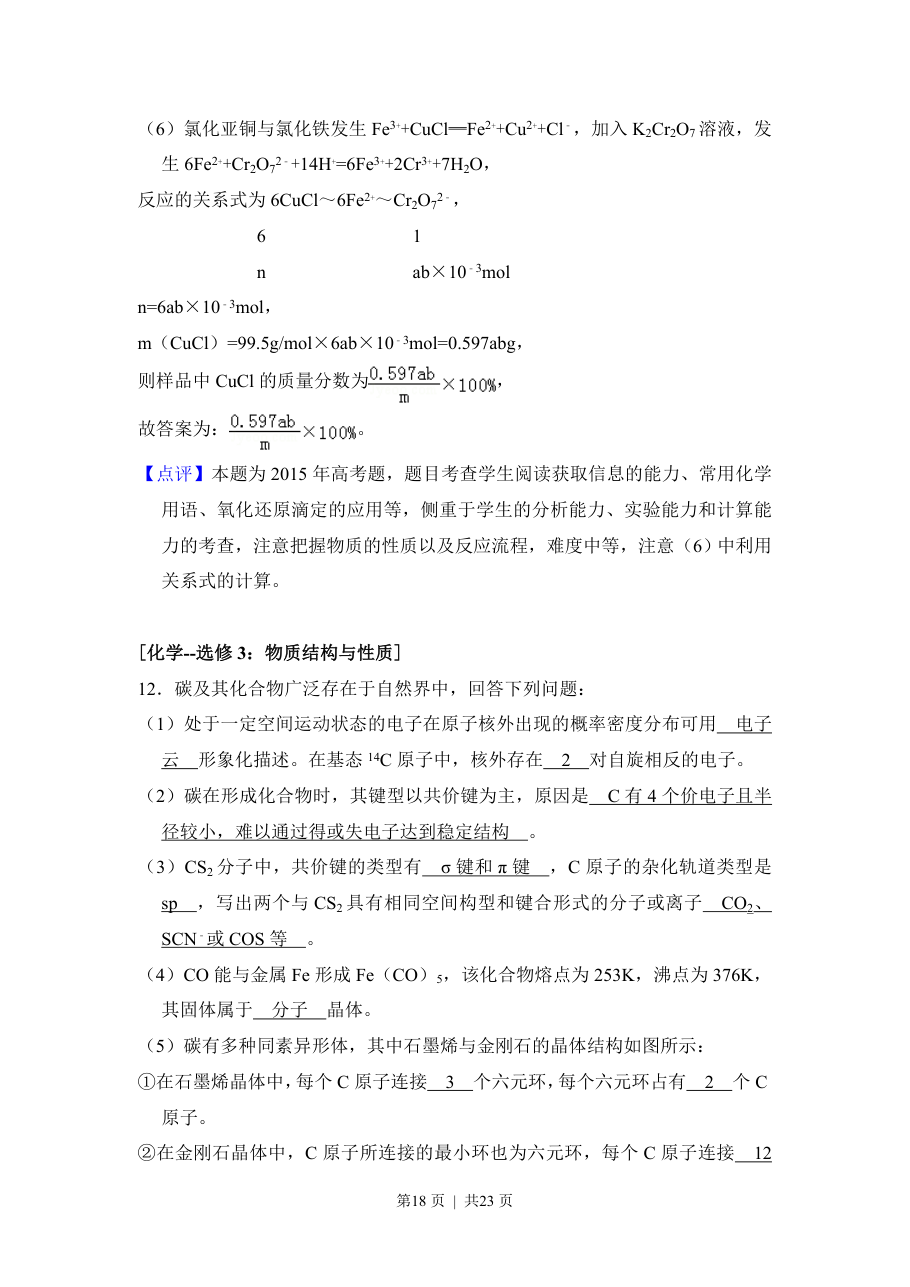 （6）氯化亚铜与氯化铁发生 Fe³⁺+CuCl═Fe²⁺+Cu²⁺+Cl⁻，加入 K₂Cr₂O₇ 溶液，发
生 6Fe²⁺+Cr₂O₇²⁻+14H⁺=6Fe³⁺+2Cr³⁺+7H₂O，
反应的关系式为 6CuCl～6Fe²⁺～Cr₂O₇²⁻，
6 1
n ab×10⁻³mol
n=6ab×10⁻³mol，
m（CuCl）=99.5g/mol×6ab×10⁻³mol=0.597abg，
则样品中 CuCl 的质量分数为 0.597ab/m ×100%，
故答案为： 0.597ab/m ×100%。
【点评】本题为 2015 年高考题，题目考查学生阅读获取信息的能力、常用化学
用语、氧化还原滴定的应用等，侧重于学生的分析能力、实验能力和计算能
力的考查，注意把握物质的性质以及反应流程，难度中等，注意（6）中利用
关系式的计算。
[化学--选修 3：物质结构与性质]
12．碳及其化合物广泛存在于自然界中，回答下列问题：
（1）处于一定空间运动状态的电子在原子核外出现的概率密度分布可用 电子
云 形象化描述。在基态 ¹⁴C 原子中，核外存在 2 对自旋相反的电子。
（2）碳在形成化合物时，其键型以共价键为主，原因是 C 有 4 个价电子且半
径较小，难以通过得或失电子达到稳定结构 。
（3）CS₂ 分子中，共价键的类型有 σ 键和 π 键 ，C 原子的杂化轨道类型是
sp ，写出两个与 CS₂ 具有相同空间构型和键合形式的分子或离子 CO₂、
SCN⁻或 COS 等 。
（4）CO 能与金属 Fe 形成 Fe（CO）₅，该化合物熔点为 253K，沸点为 376K，
其固体属于 分子 晶体。
（5）碳有多种同素异形体，其中石墨烯与金刚石的晶体结构如图所示：
①在石墨烯晶体中，每个 C 原子连接 3 个六元环，每个六元环占有 2 个 C
原子。
②在金刚石晶体中，C 原子所连接的最小环也为六元环，每个 C 原子连接 12
第18 页 | 共23 页